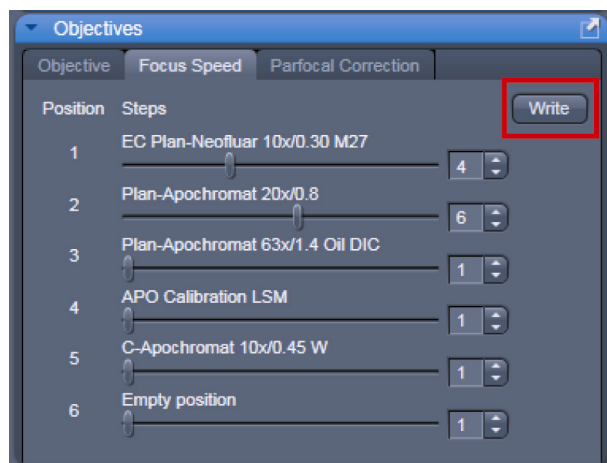 Objectives
Objective Focus Speed Parfocal Correction
Position Steps Write
EC Plan-Neofluar 10x/0.30 M27
1 4
Plan-Apochromat 20x/0.8
2 6
Plan-Apochromat 63x/1.4 Oil DIC
3 1
APO Calibration LSM
4 1
C-Apochromat 10x/0.45 W
5 1
Empty position
6 1